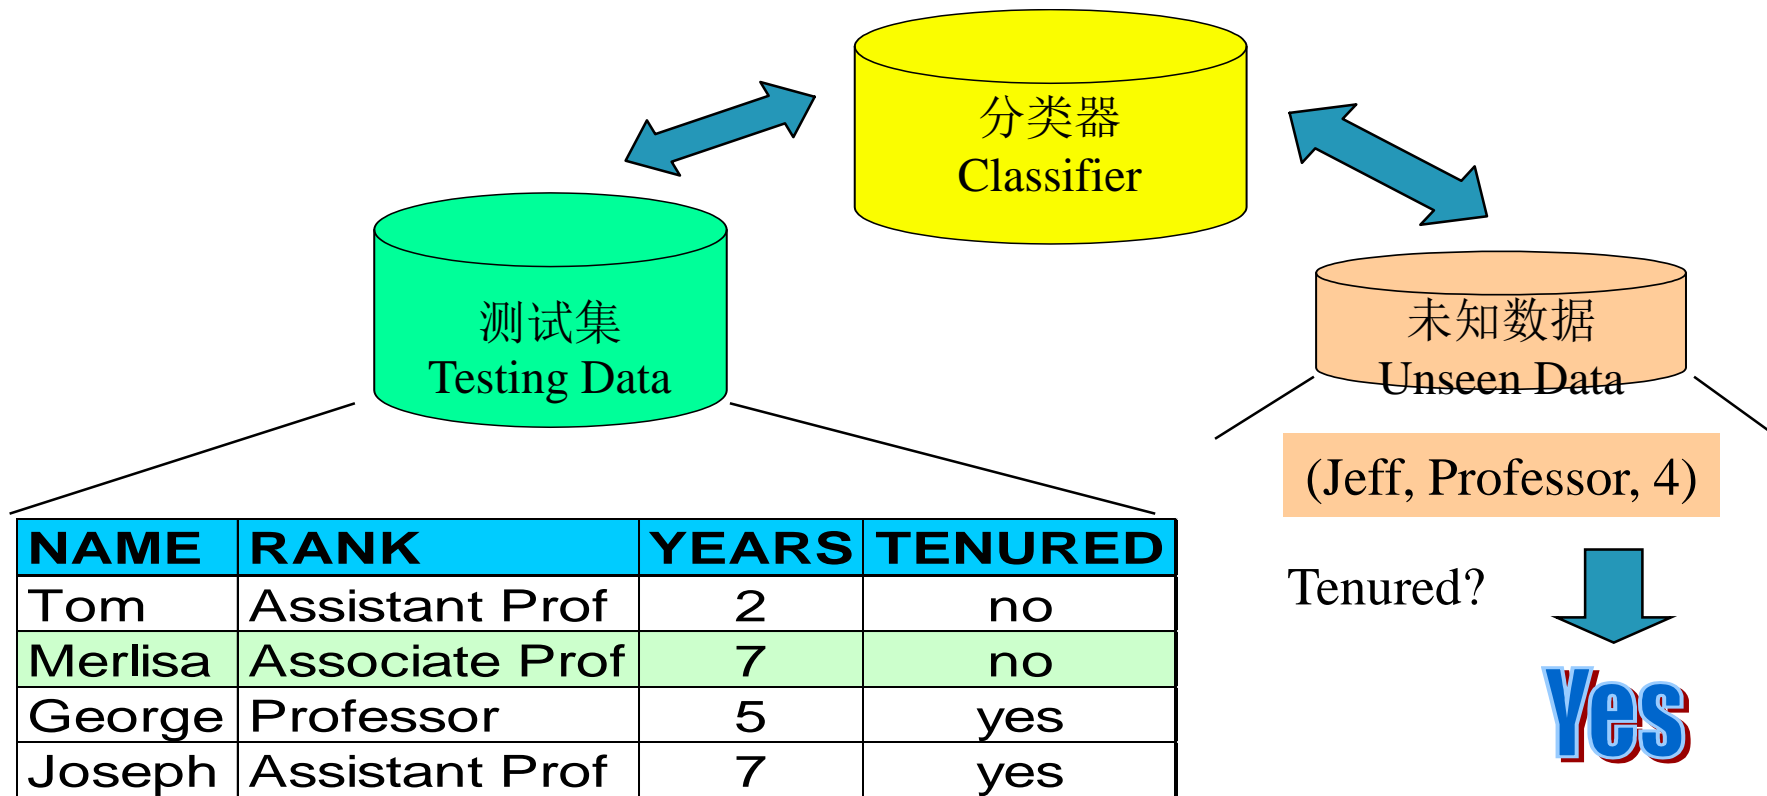 分类器
Classifier
测试集
Testing Data
未知数据
Unseen Data
(Jeff, Professor, 4)
Tenured?
Yes
NAME RANK YEARS TENURED
Tom Assistant Prof 2 no
Merlisa Associate Prof 7 no
George Professor 5 yes
Joseph Assistant Prof 7 yes